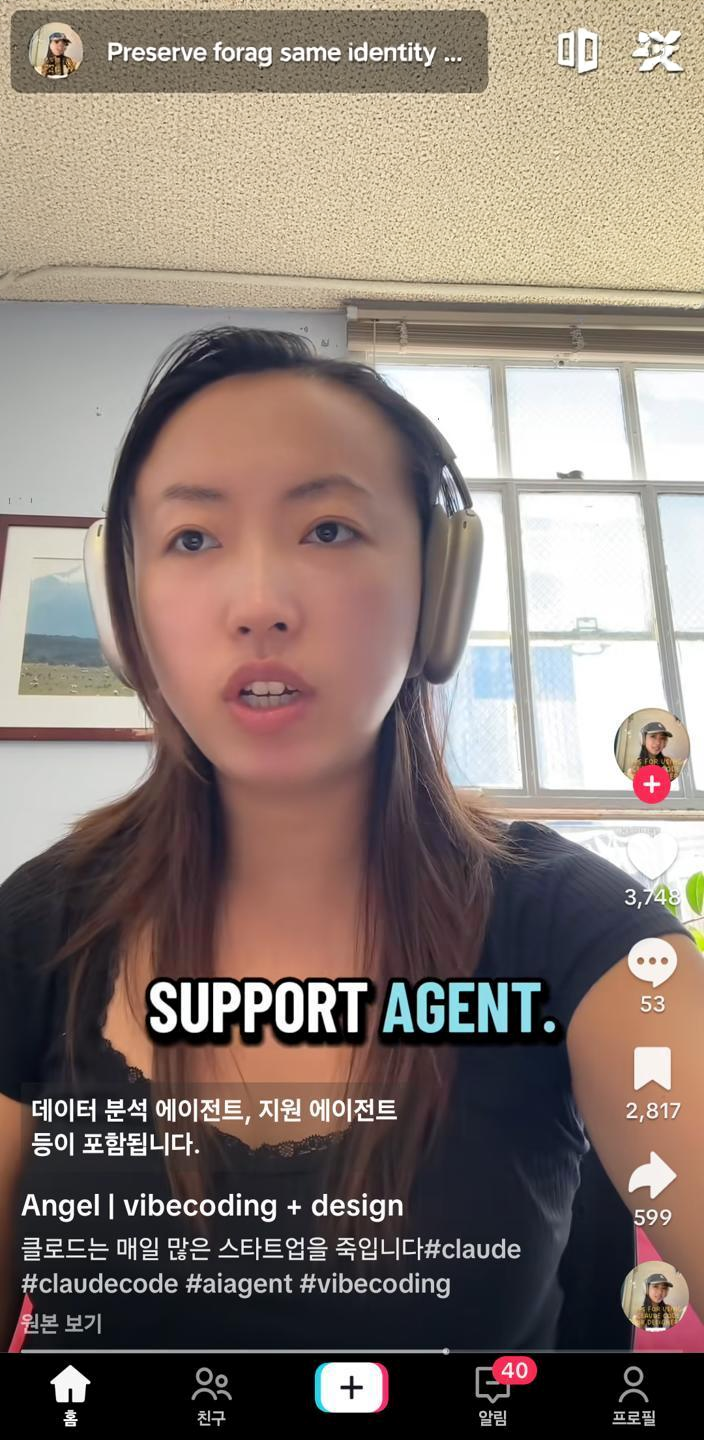 Preserve forag same identity ...
3,748
53
SUPPORT AGENT.
2,817
데이터 분석 에이전트, 지원 에이전트
등이 포함됩니다.
Angel | vibecoding + design
599
클로드는 매일 많은 스타트업을 죽입니다#claude
#claudecode #aiagent #vibecoding
원본 보기
40
홈
친구
알림
프로필